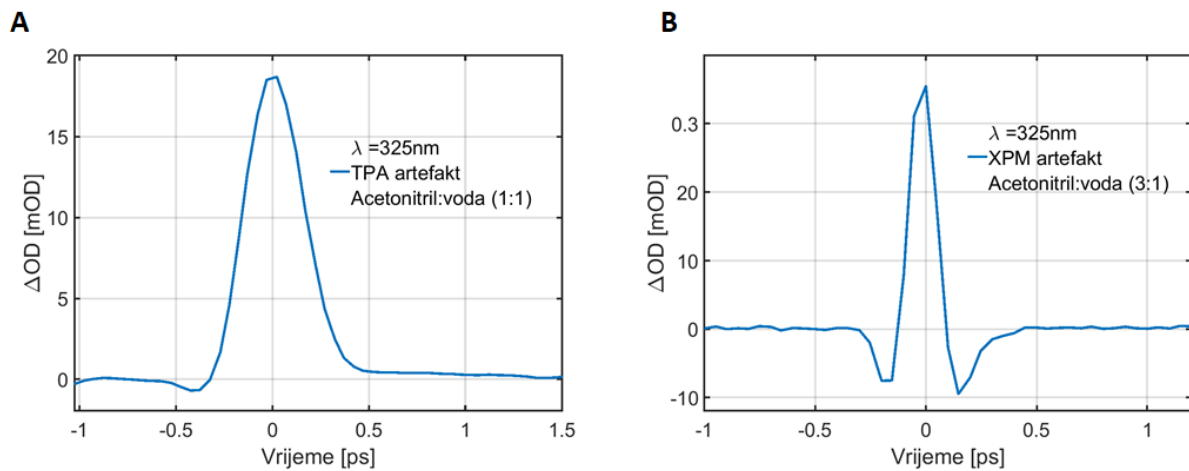 A
B
ΔOD [mOD]
20
15
10
5
0
λ =325nm
TPA artefakt
Acetonitril:voda (1:1)
-1
-0.5
0
0.5
1
1.5
Vrijeme [ps]
ΔOD [mOD]
0.3
20
10
0
-10
λ =325nm
XPM artefakt
Acetonitril:voda (3:1)
-1
-0.5
0
0.5
1
Vrijeme [ps]